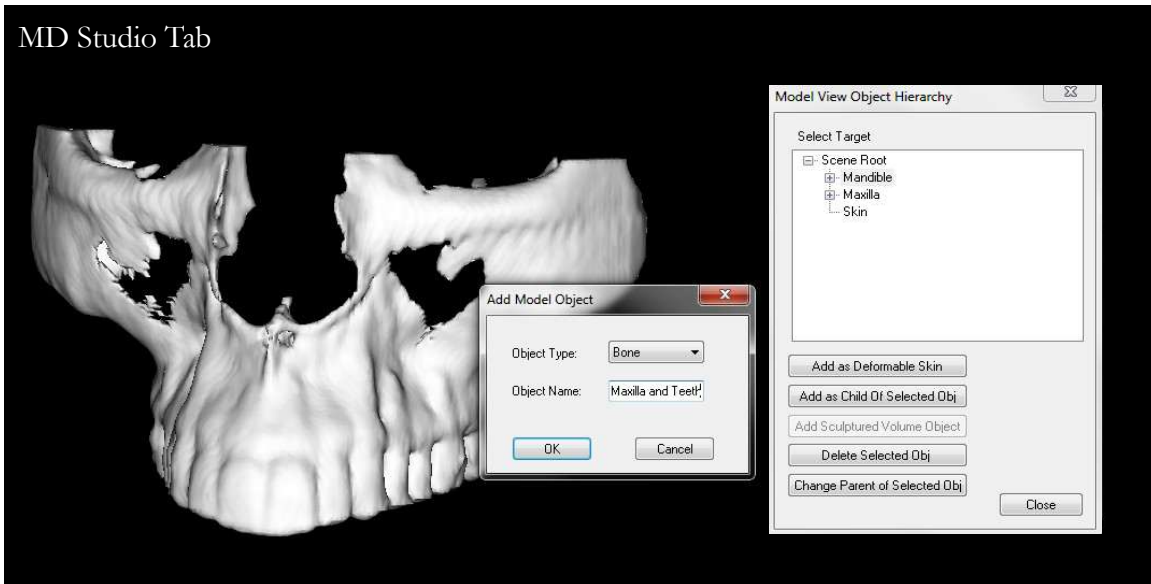 MD Studio Tab
Model View Object Hierarchy
Select Target
Scene Root
Mandible
Maxilla
Skin
Add Model Object
Object Type:
Bone
Object Name:
Maxilla and Teeth
OK
Cancel
Add as Deformable Skin
Add as Child Of Selected Obj
Add Sculptured Volume Object
Delete Selected Obj
Change Parent of Selected Obj
Close